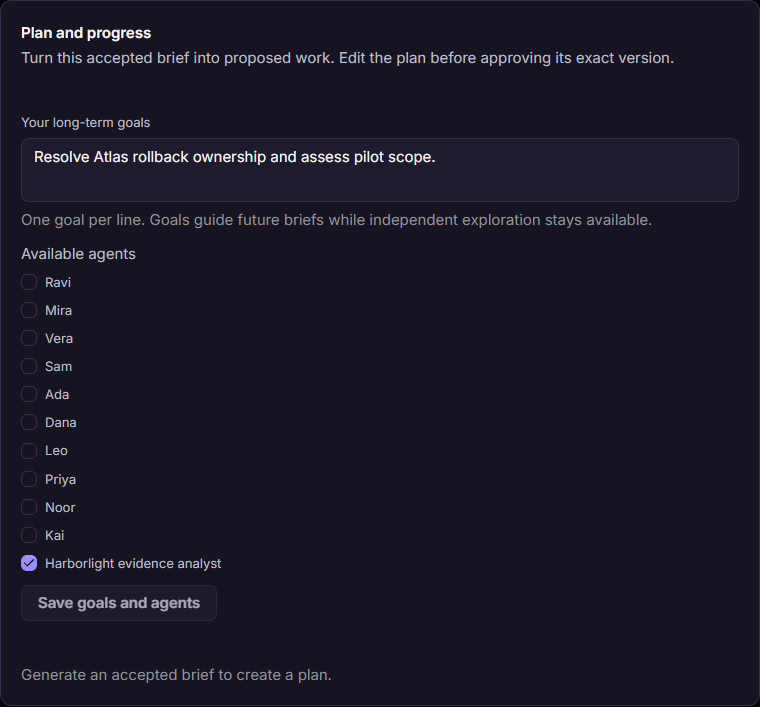 Plan and progress
Turn this accepted brief into proposed work. Edit the plan before approving its exact version.
Your long-term goals
Resolve Atlas rollback ownership and assess pilot scope.
One goal per line. Goals guide future briefs while independent exploration stays available.
Available agents
Ravi
Mira
Vera
Sam
Ada
Dana
Leo
Priya
Noor
Kai
Harborlight evidence analyst
Save goals and agents
Generate an accepted brief to create a plan.